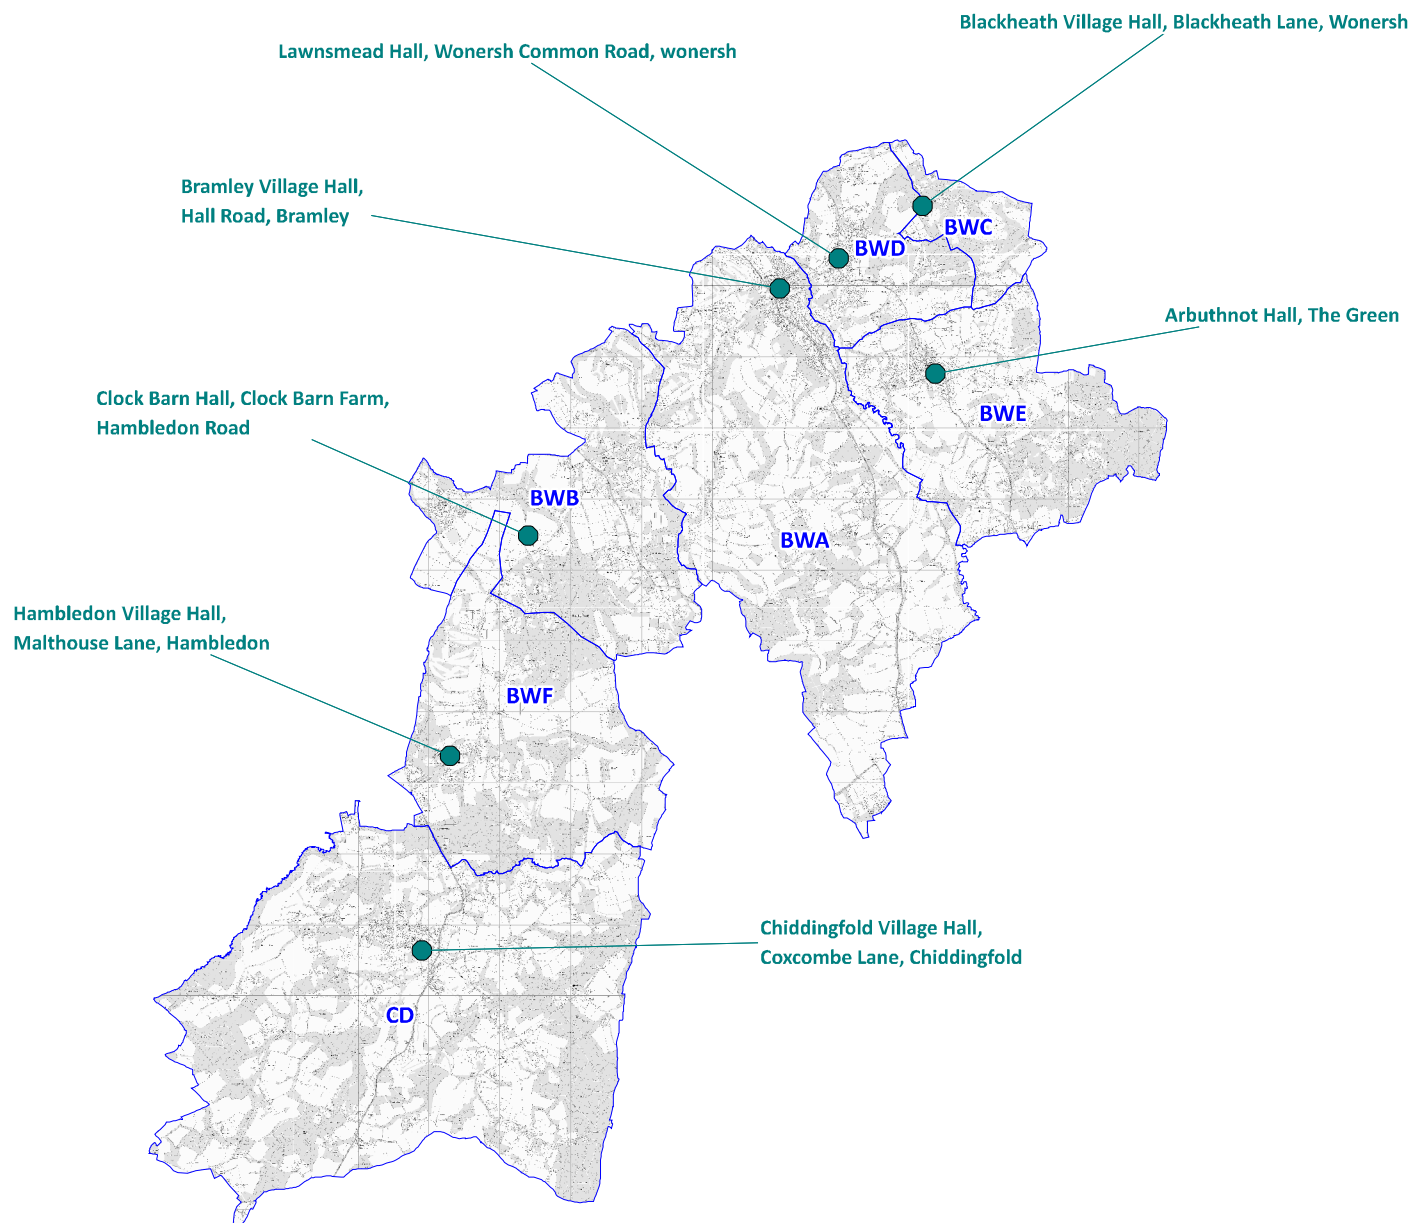 Blackheath Village Hall, Blackheath Lane, Wonersh
Lawnsmead Hall, Wonersh Common Road, wonersh
Bramley Village Hall,
Hall Road, Bramley
BWC
BWD
Arbuthnot Hall, The Green
Clock Barn Hall, Clock Barn Farm,
Hambledon Road
BWE
BWB
BWA
Hambledon Village Hall,
Malthouse Lane, Hambledon
BWF
Chiddingfold Village Hall,
Coxcombe Lane, Chiddingfold
CD